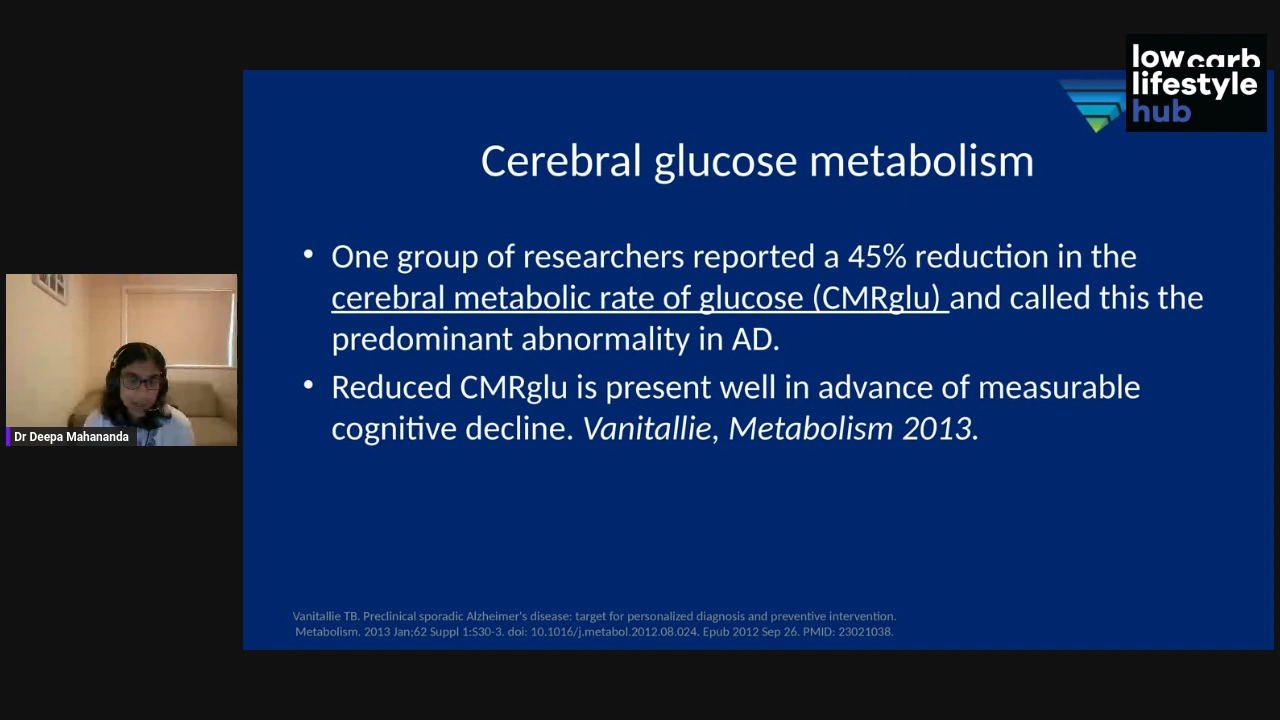 low carb
lifestyle
hub
Cerebral glucose metabolism
• One group of researchers reported a 45% reduction in the
cerebral metabolic rate of glucose (CMRglu) and called this the
predominant abnormality in AD.
• Reduced CMRglu is present well in advance of measurable
cognitive decline. Vanitallie, Metabolism 2013.
Dr Deepa Mahananda
Vanitallie TB. Preclinical sporadic Alzheimer's disease: target for personalized diagnosis and preventive intervention.
Metabolism. 2013 Jan;62 Suppl 1:S30-3. doi: 10.1016/j.metabol.2012.08.024. Epub 2012 Sep 26. PMID: 23021038.